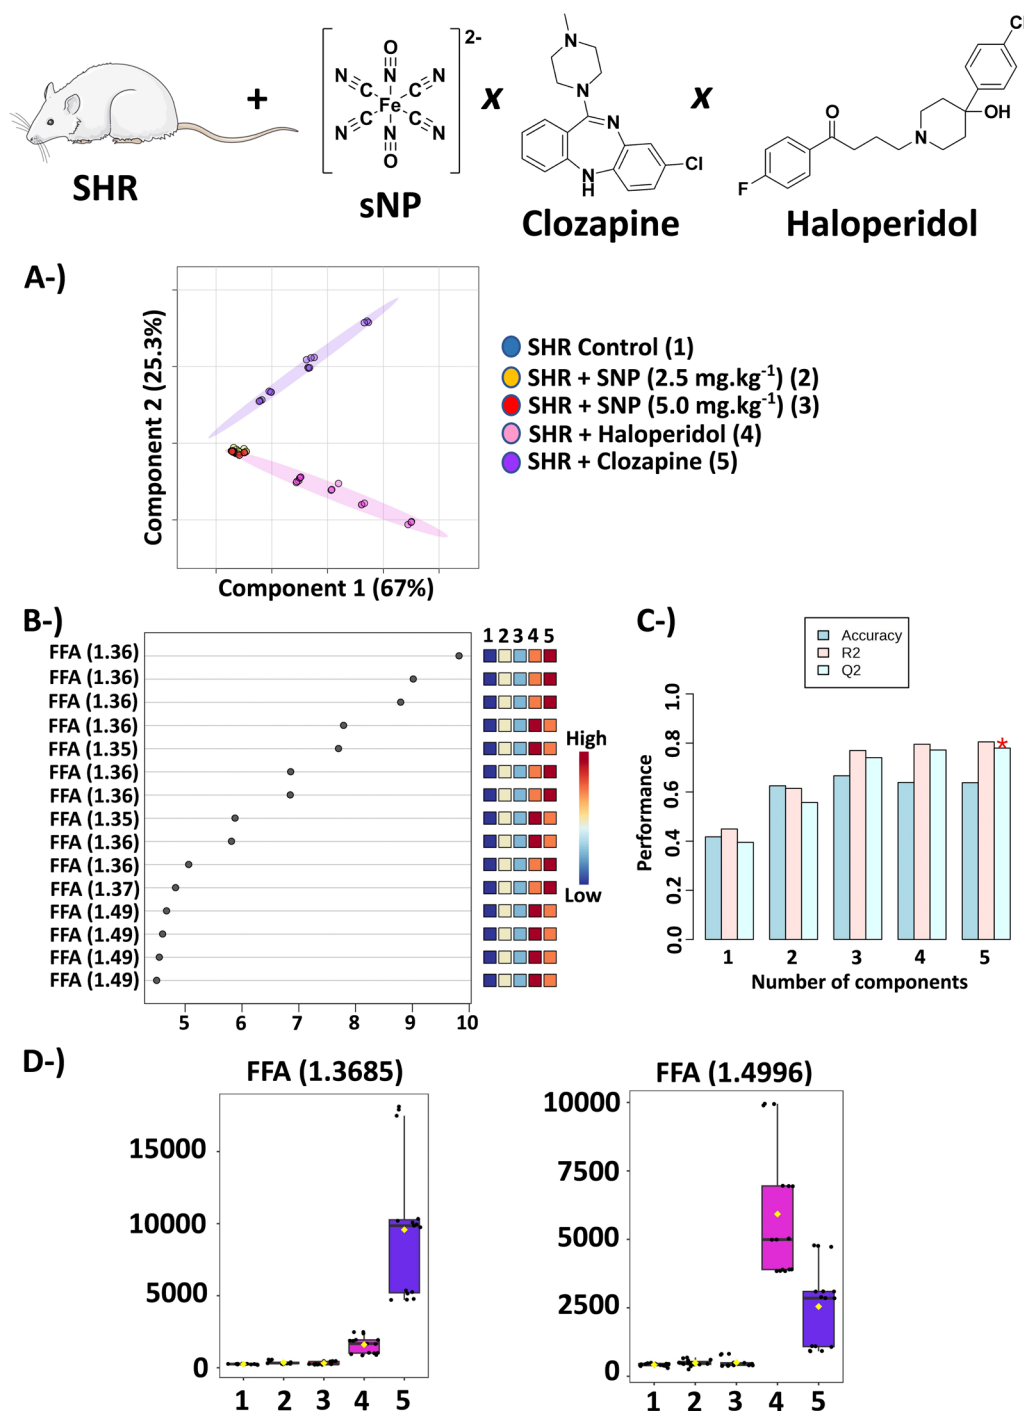 SHR
+
2-
O
N
N C C N
Fe
N C C N
N
O
sNP
x
N
N
N
N
H
Cl
Clozapine
x
O
F
N
OH
Cl
Haloperidol
A-)
Component 2 (25.3%)
Component 1 (67%)
SHR Control (1)
SHR + SNP (2.5 mg.kg⁻¹) (2)
SHR + SNP (5.0 mg.kg⁻¹) (3)
SHR + Haloperidol (4)
SHR + Clozapine (5)
B-)
1 2 3 4 5
FFA (1.36)
FFA (1.36)
FFA (1.36)
FFA (1.36)
FFA (1.35)
FFA (1.36)
FFA (1.36)
FFA (1.35)
FFA (1.36)
FFA (1.36)
FFA (1.37)
FFA (1.49)
FFA (1.49)
FFA (1.49)
FFA (1.49)
5 6 7 8 9 10
High
Low
C-)
Accuracy
R2
Q2
Performance
1.0
0.8
0.6
0.4
0.2
0.0
*
1 2 3 4 5
Number of components
D-)
FFA (1.3685)
15000
10000
5000
0
1 2 3 4 5
FFA (1.4996)
10000
7500
5000
2500
0
1 2 3 4 5